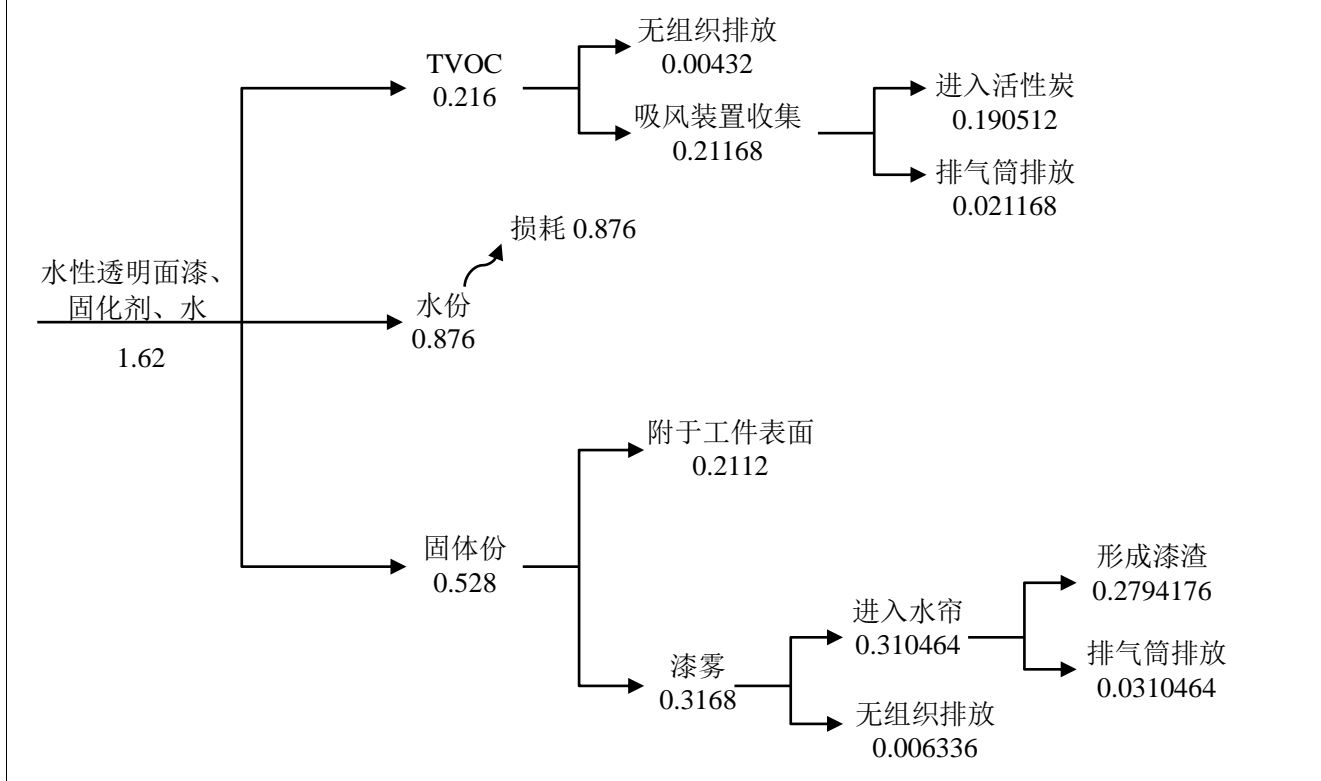 无组织排放
0.00432
TVOC
0.216
吸风装置收集
0.21168
进入活性炭
0.190512
排气筒排放
0.021168
损耗 0.876
水性透明面漆、
固化剂、水
1.62
水份
0.876
附于工件表面
0.2112
固体份
0.528
漆雾
0.3168
进入水帘
0.310464
形成漆渣
0.2794176
排气筒排放
0.0310464
无组织排放
0.006336